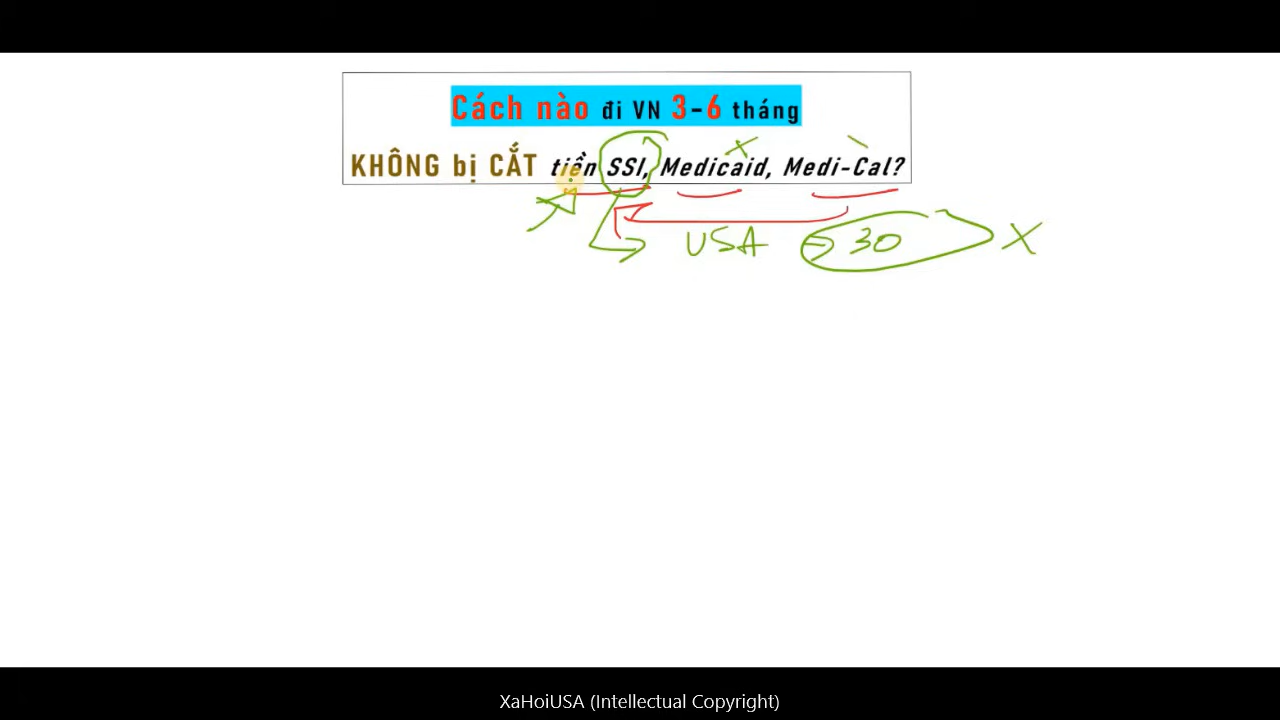 Cách nào đi VN 3-6 tháng
KHÔNG bị CẮT tiền SSI, Medicaid, Medi-Cal?
USA 30 X
XaHoiUSA (Intellectual Copyright)